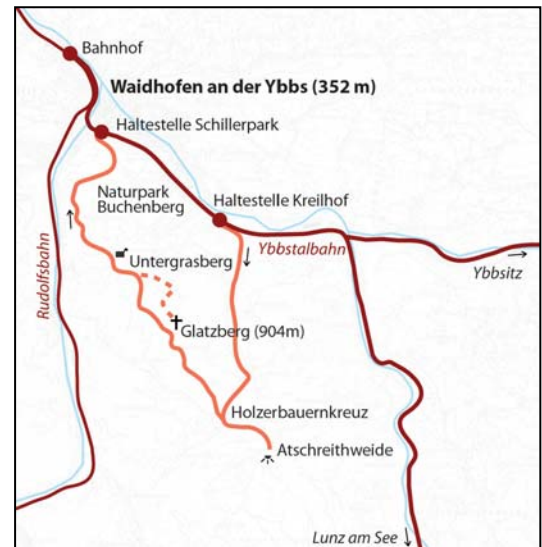 Bahnhof
Waidhofen an der Ybbs (352 m)
Haltestelle Schillerpark
Naturpark
Buchenberg
Haltestelle Kreilhof
Rudolfsbahn
Untergrasberg
Ybbstalbahn
Ybbsitz
Glatzberg (904m)
Holzerbauernkreuz
Atschreithweide
Lunz am See